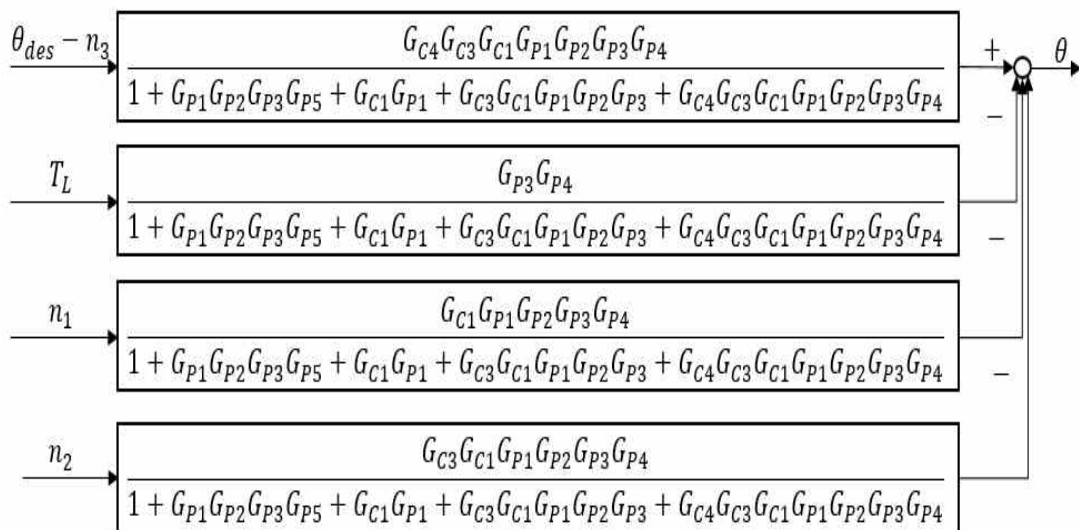 θ_des − n_3
G_C4 G_C3 G_C1 G_P1 G_P2 G_P3 G_P4
1 + G_P1 G_P2 G_P3 G_P5 + G_C1 G_P1 + G_C3 G_C1 G_P1 G_P2 G_P3 + G_C4 G_C3 G_C1 G_P1 G_P2 G_P3 G_P4
+
θ
−
T_L
G_P3 G_P4
1 + G_P1 G_P2 G_P3 G_P5 + G_C1 G_P1 + G_C3 G_C1 G_P1 G_P2 G_P3 + G_C4 G_C3 G_C1 G_P1 G_P2 G_P3 G_P4
−
n_1
G_C1 G_P1 G_P2 G_P3 G_P4
1 + G_P1 G_P2 G_P3 G_P5 + G_C1 G_P1 + G_C3 G_C1 G_P1 G_P2 G_P3 + G_C4 G_C3 G_C1 G_P1 G_P2 G_P3 G_P4
−
n_2
G_C3 G_C1 G_P1 G_P2 G_P3 G_P4
1 + G_P1 G_P2 G_P3 G_P5 + G_C1 G_P1 + G_C3 G_C1 G_P1 G_P2 G_P3 + G_C4 G_C3 G_C1 G_P1 G_P2 G_P3 G_P4